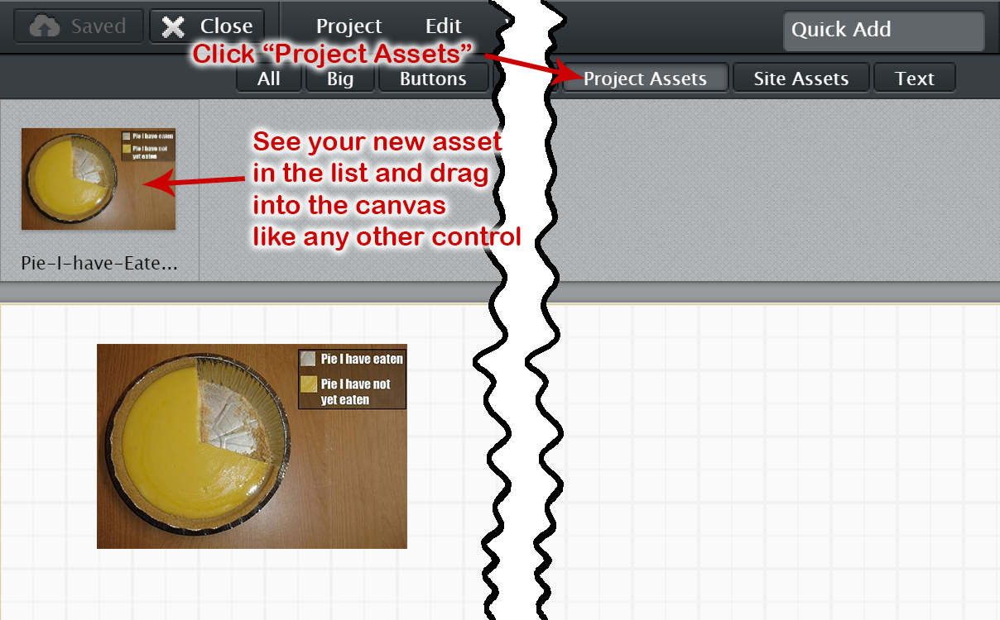 Saved
Close
Project
Edit
Quick Add
Click “Project Assets”
All
Big
Buttons
Project Assets
Site Assets
Text
Pie I have eaten
Pie I have not
yet eaten
See your new asset
in the list and drag
into the canvas
like any other control
Pie-I-have-Eate...
Pie I have eaten
Pie I have not
yet eaten